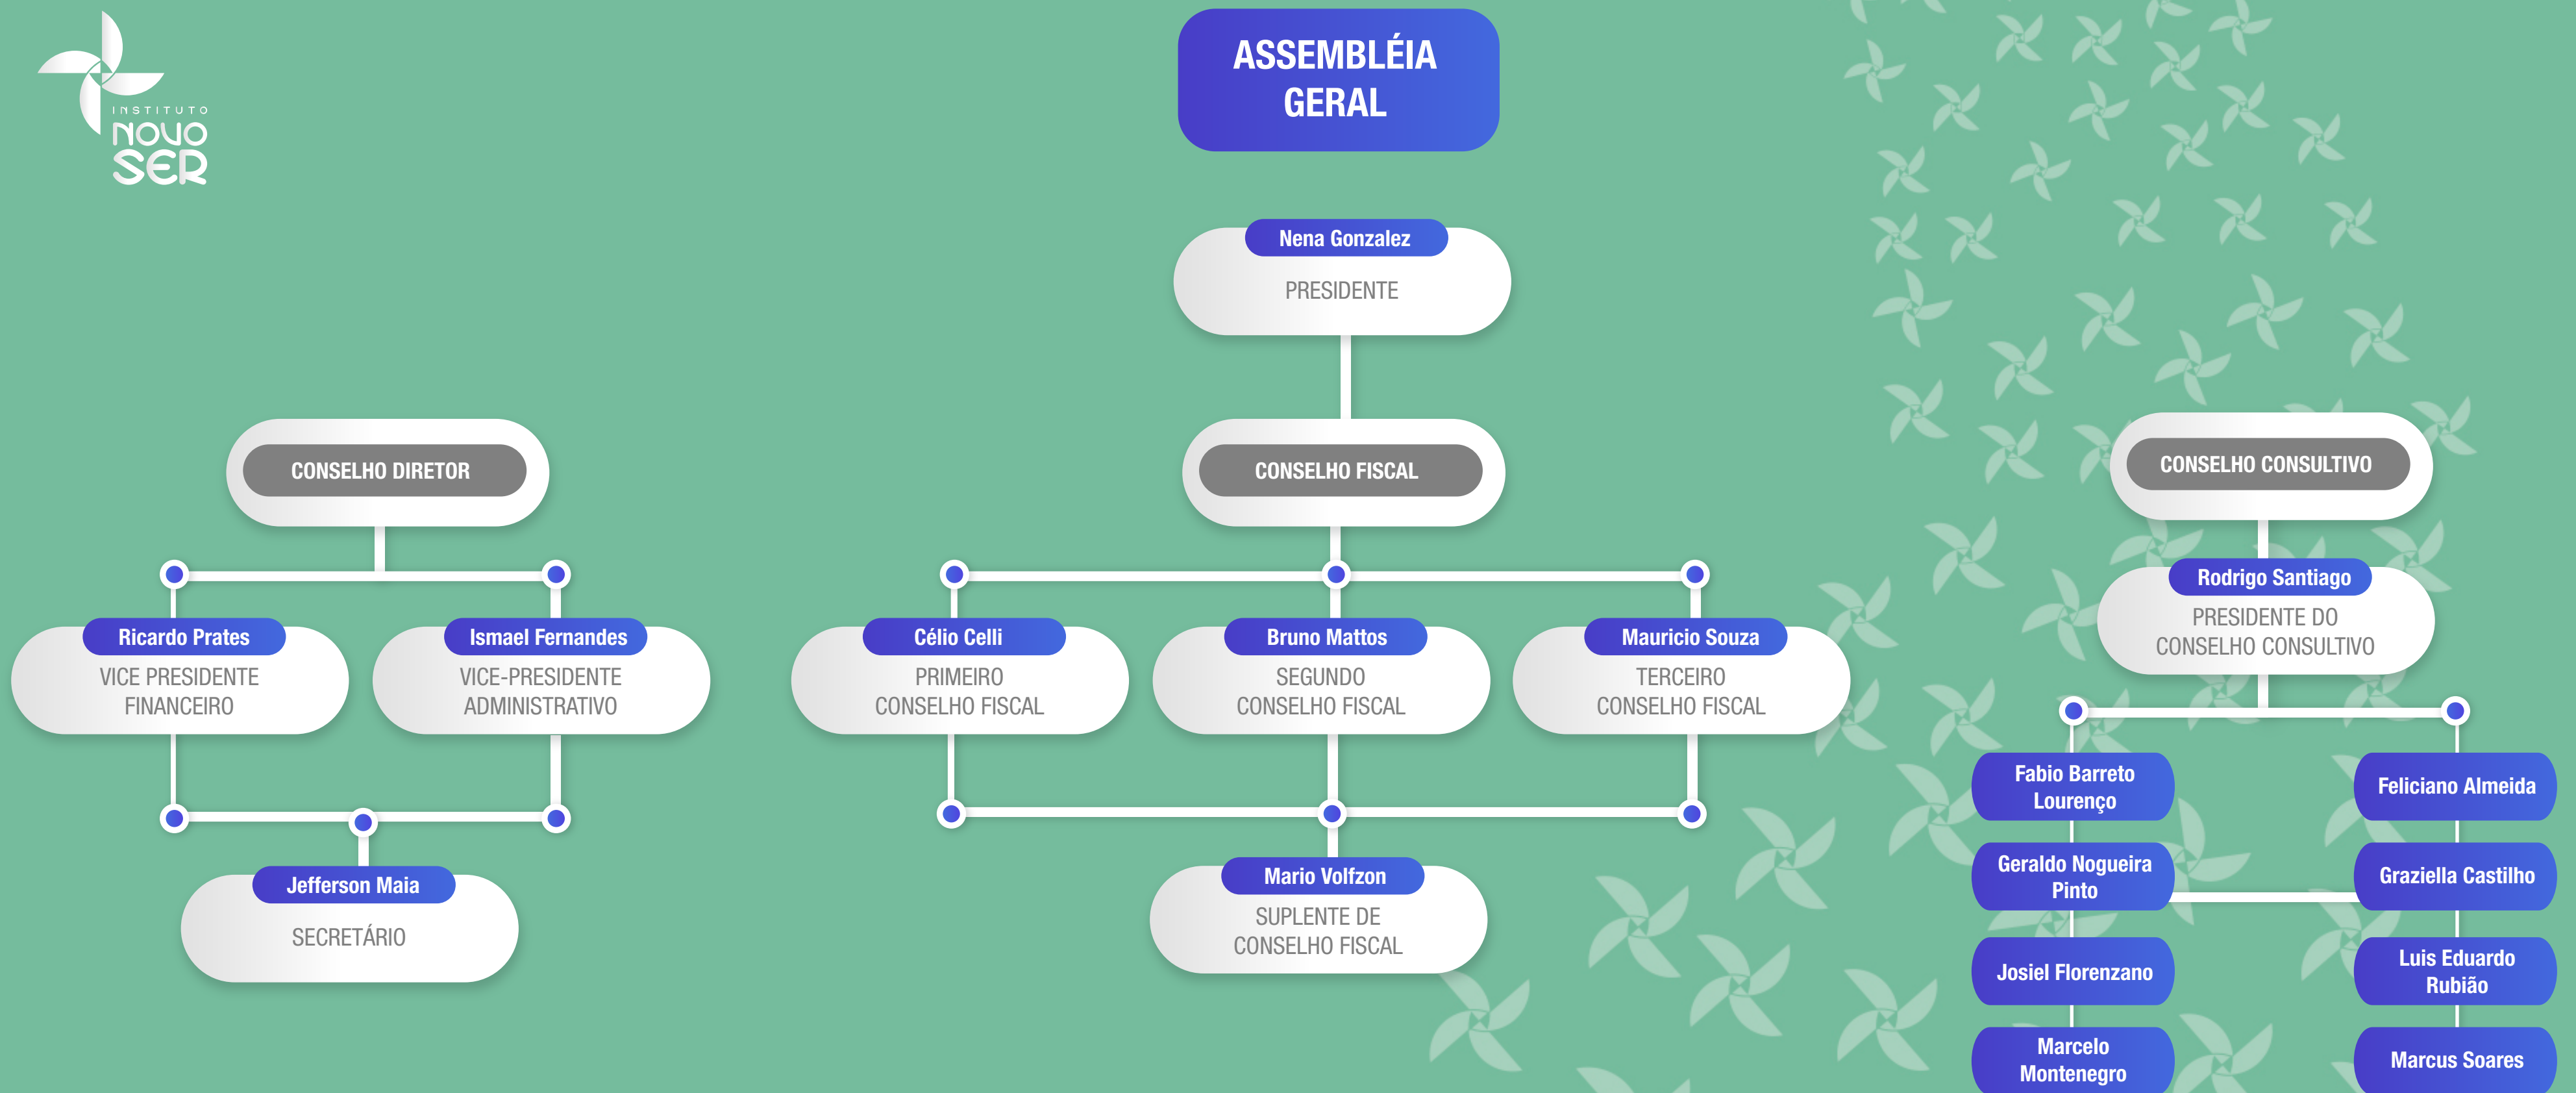 INSTITUTO
NOVO
SER
ASSEMBLÉIA
GERAL
Nena Gonzalez
PRESIDENTE
CONSELHO DIRETOR
Ricardo Prates
VICE PRESIDENTE
FINANCEIRO
Ismael Fernandes
VICE-PRESIDENTE
ADMINISTRATIVO
Jefferson Maia
SECRETÁRIO
CONSELHO FISCAL
Célio Celli
PRIMEIRO
CONSELHO FISCAL
Bruno Mattos
SEGUNDO
CONSELHO FISCAL
Mauricio Souza
TERCEIRO
CONSELHO FISCAL
Mario Volfzon
SUPLENTE DE
CONSELHO FISCAL
CONSELHO CONSULTIVO
Rodrigo Santiago
PRESIDENTE DO
CONSELHO CONSULTIVO
Fabio Barreto
Lourenço
Geraldo Nogueira
Pinto
Josiel Florenzano
Marcelo
Montenegro
Feliciano Almeida
Graziella Castilho
Luis Eduardo
Rubião
Marcus Soares